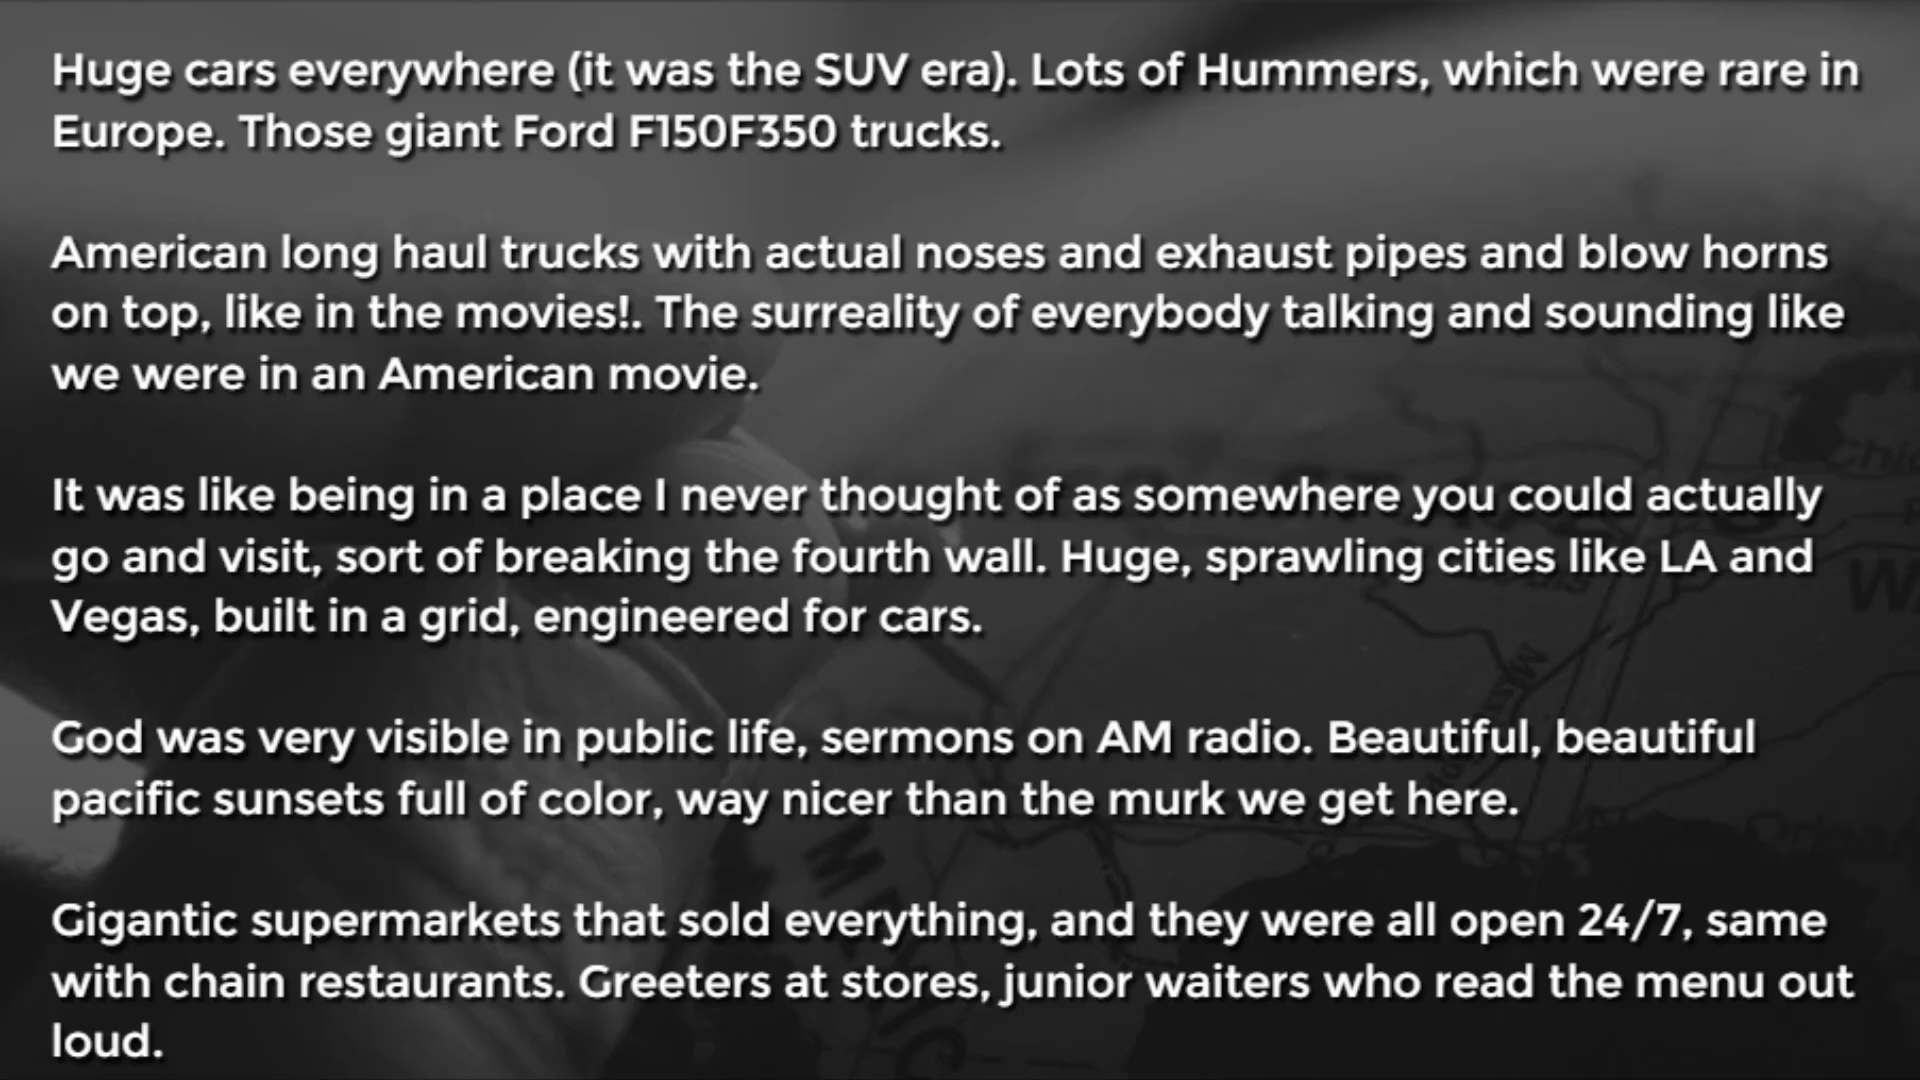 Huge cars everywhere (it was the SUV era). Lots of Hummers, which were rare in
Europe. Those giant Ford F150F350 trucks.
American long haul trucks with actual noses and exhaust pipes and blow horns
on top, like in the movies!. The surreality of everybody talking and sounding like
we were in an American movie.
It was like being in a place I never thought of as somewhere you could actually
go and visit, sort of breaking the fourth wall. Huge, sprawling cities like LA and
Vegas, built in a grid, engineered for cars.
God was very visible in public life, sermons on AM radio. Beautiful, beautiful
pacific sunsets full of color, way nicer than the murk we get here.
Gigantic supermarkets that sold everything, and they were all open 24/7, same
with chain restaurants. Greeters at stores, junior waiters who read the menu out
loud.